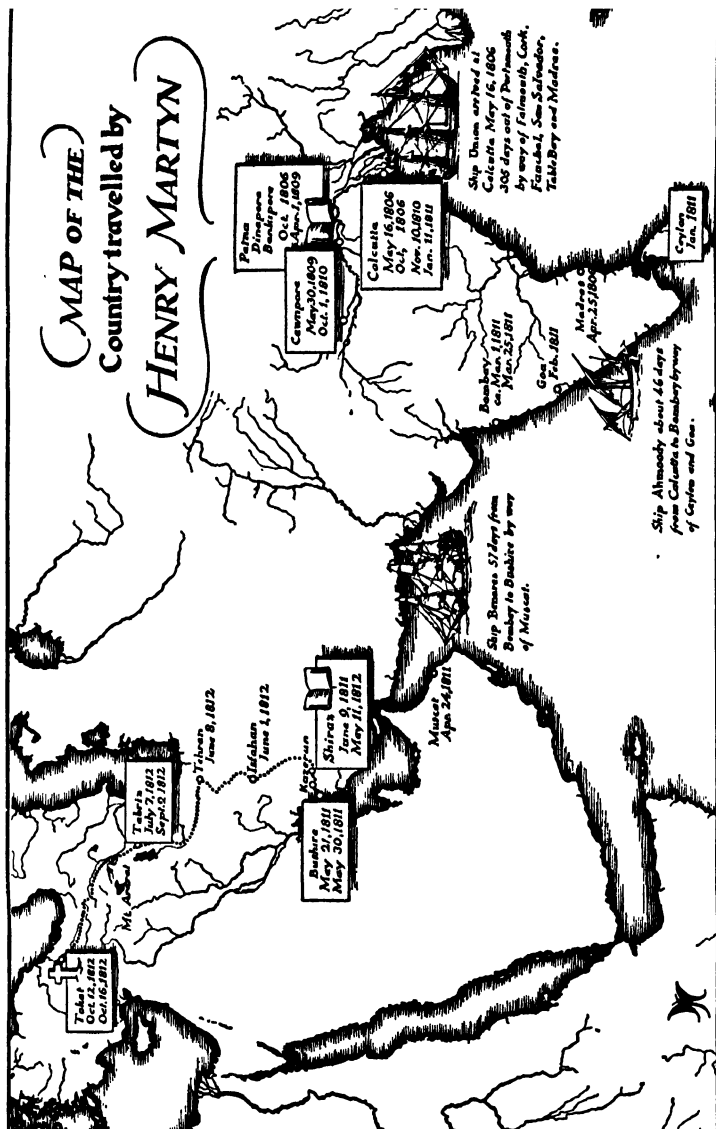 MAP OF THE
Country travelled by
HENRY MARTYN
Tokat
Oct. 12, 1812
Oct. 16, 1812
Mt. Ararat
Tabriz
July 7, 1812
Sept. 2, 1812
Tehran
June 8, 1812
Isfahan
June 1, 1812
Kazerun
Shiraz
June 9, 1811
May 11, 1812
Bushire
May 21, 1811
May 30, 1811
Muscat
Apr. 24, 1811
Ship Benares 57 days from
Bombay to Bushire by way
of Muscat.
Patna
Dinapore
Bankipore
Oct. 1806
Apr. 1, 1809
Cawnpore
May 30, 1809
Oct. 1, 1810
Calcutta
May 16, 1806
Oct, 1806
Nov. 10, 1810
Jan. 11, 1811
Ship Union arrived at
Calcutta May 16, 1806
305 days out of Portsmouth
by way of Falmouth, Cork,
Funchal, San Salvador,
Table Bay and Madras.
Bombay
ca. Mar. 1, 1811
Mar. 25, 1811
Goa
Feb. 1811
Madras
Apr. 25, 1806
Ceylon
Jan. 1811
Ship Ahmoody about 46 days
from Calcutta to Bombay by way
of Ceylon and Goa.